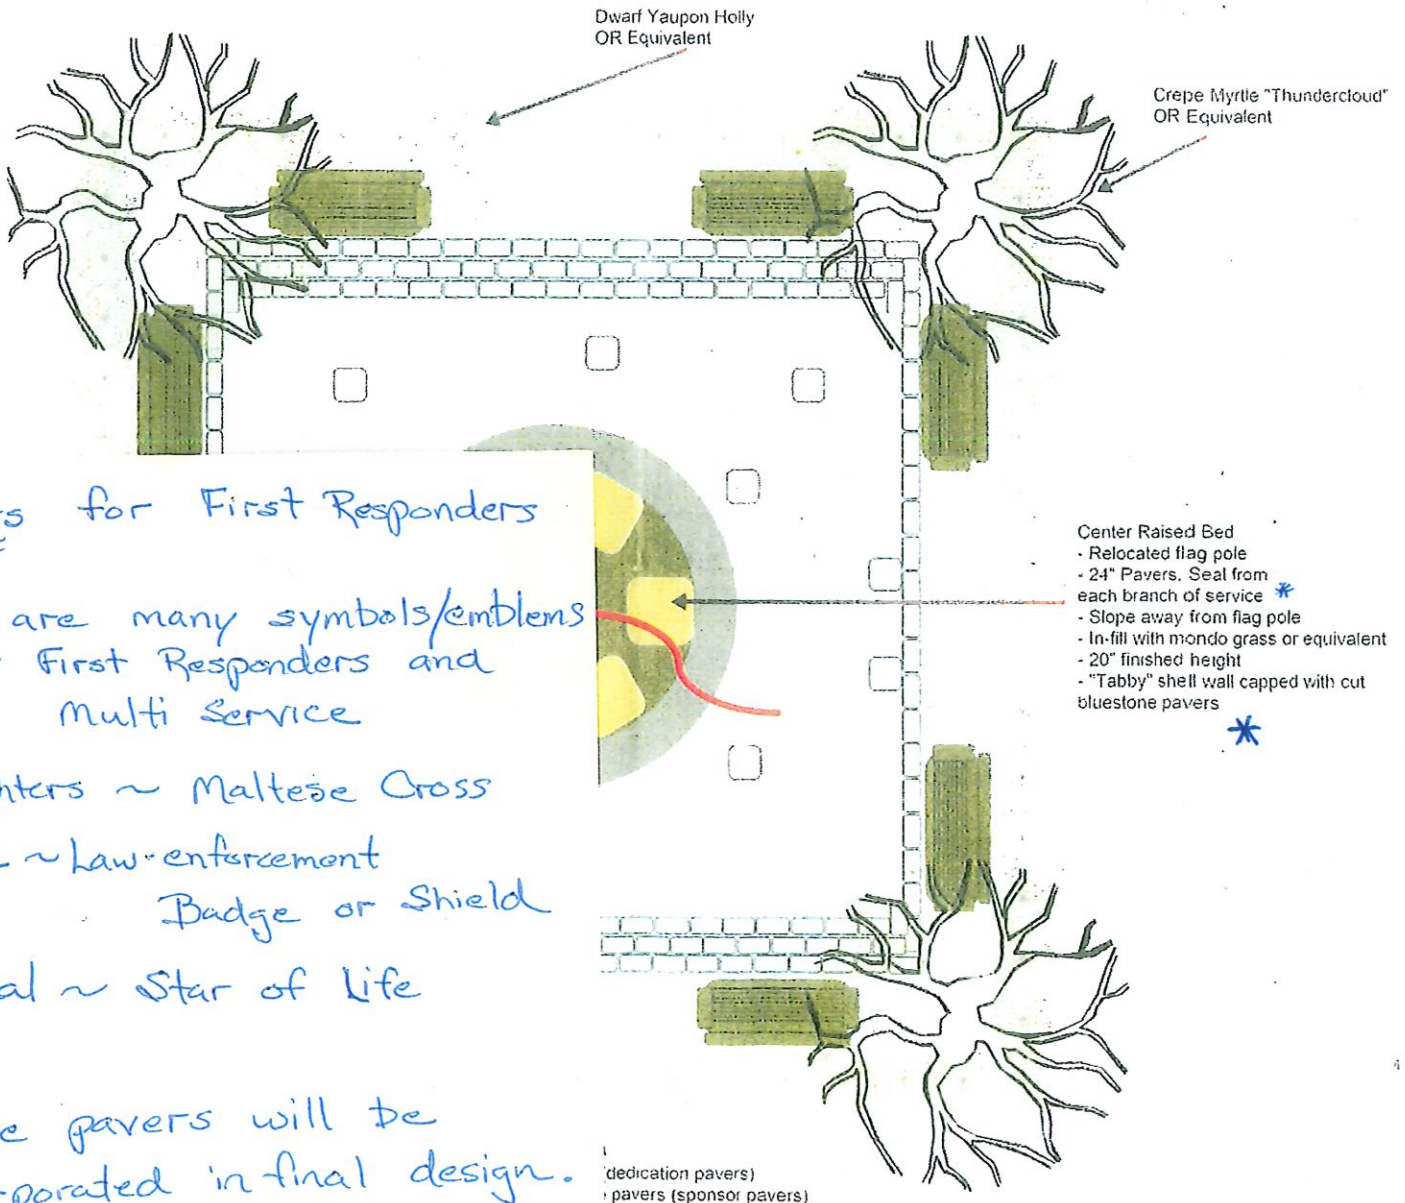 Dwarf Yaupon Holly
OR Equivalent
Crepe Myrtle "Thundercloud"
OR Equivalent
Center Raised Bed
- Relocated flag pole
- 24" Pavers, Seal from
each branch of service *
- Slope away from flag pole
- In-fill with mondo grass or equivalent
- 20" finished height
- "Tabby" shell wall capped with cut
bluestone pavers
*
for First Responders
are many symbols/emblems
First Responders and
Multi Service
~ Maltese Cross
~ Law-enforcement
Badge or Shield
~ Star of Life
pavers will be
in final design.
(dedication pavers)
pavers (sponsor pavers)